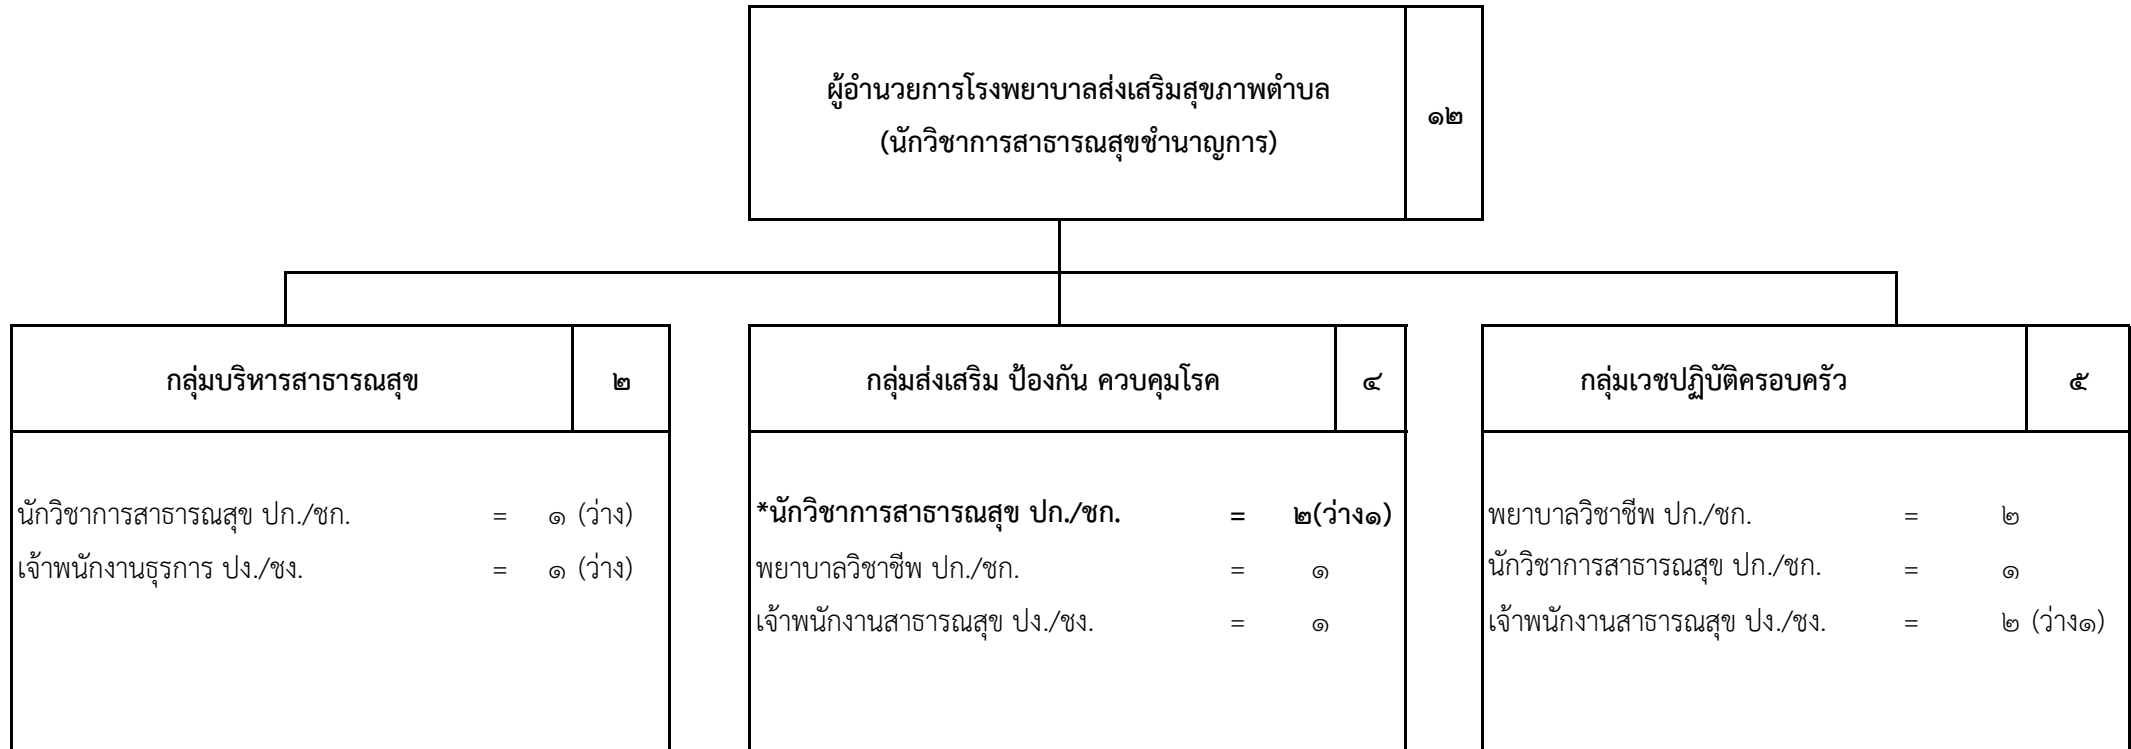 ผู้อำนวยการโรงพยาบาลส่งเสริมสุขภาพตำบล
(นักวิชาการสาธารณสุขชำนาญการ)
๑๒
กลุ่มบริหารสาธารณสุข ๒
นักวิชาการสาธารณสุข ปก./ชก. = ๑ (ว่าง)
เจ้าพนักงานธุรการ ปง./ชง. = ๑ (ว่าง)
กลุ่มส่งเสริม ป้องกัน ควบคุมโรค ๔
*นักวิชาการสาธารณสุข ปก./ชก. = ๒(ว่าง๑)
พยาบาลวิชาชีพ ปก./ชก. = ๑
เจ้าพนักงานสาธารณสุข ปง./ชง. = ๑
กลุ่มเวชปฏิบัติครอบครัว ๕
พยาบาลวิชาชีพ ปก./ชก. = ๒
นักวิชาการสาธารณสุข ปก./ชก. = ๑
เจ้าพนักงานสาธารณสุข ปง./ชง. = ๒ (ว่าง๑)